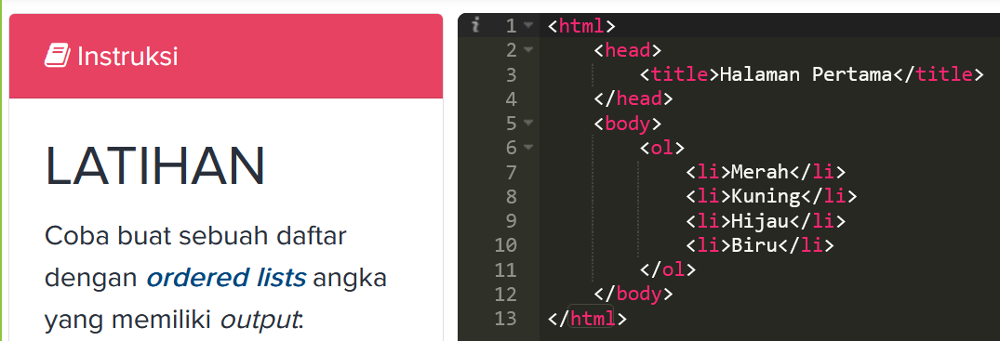 Instruksi
LATIHAN
Coba buat sebuah daftar
dengan ordered lists angka
yang memiliki output:
i 1 <html>
2 <head>
3 <title>Halaman Pertama</title>
4 </head>
5 <body>
6 <ol>
7 <li>Merah</li>
8 <li>Kuning</li>
9 <li>Hijau</li>
10 <li>Biru</li>
11 </ol>
12 </body>
13 </html>